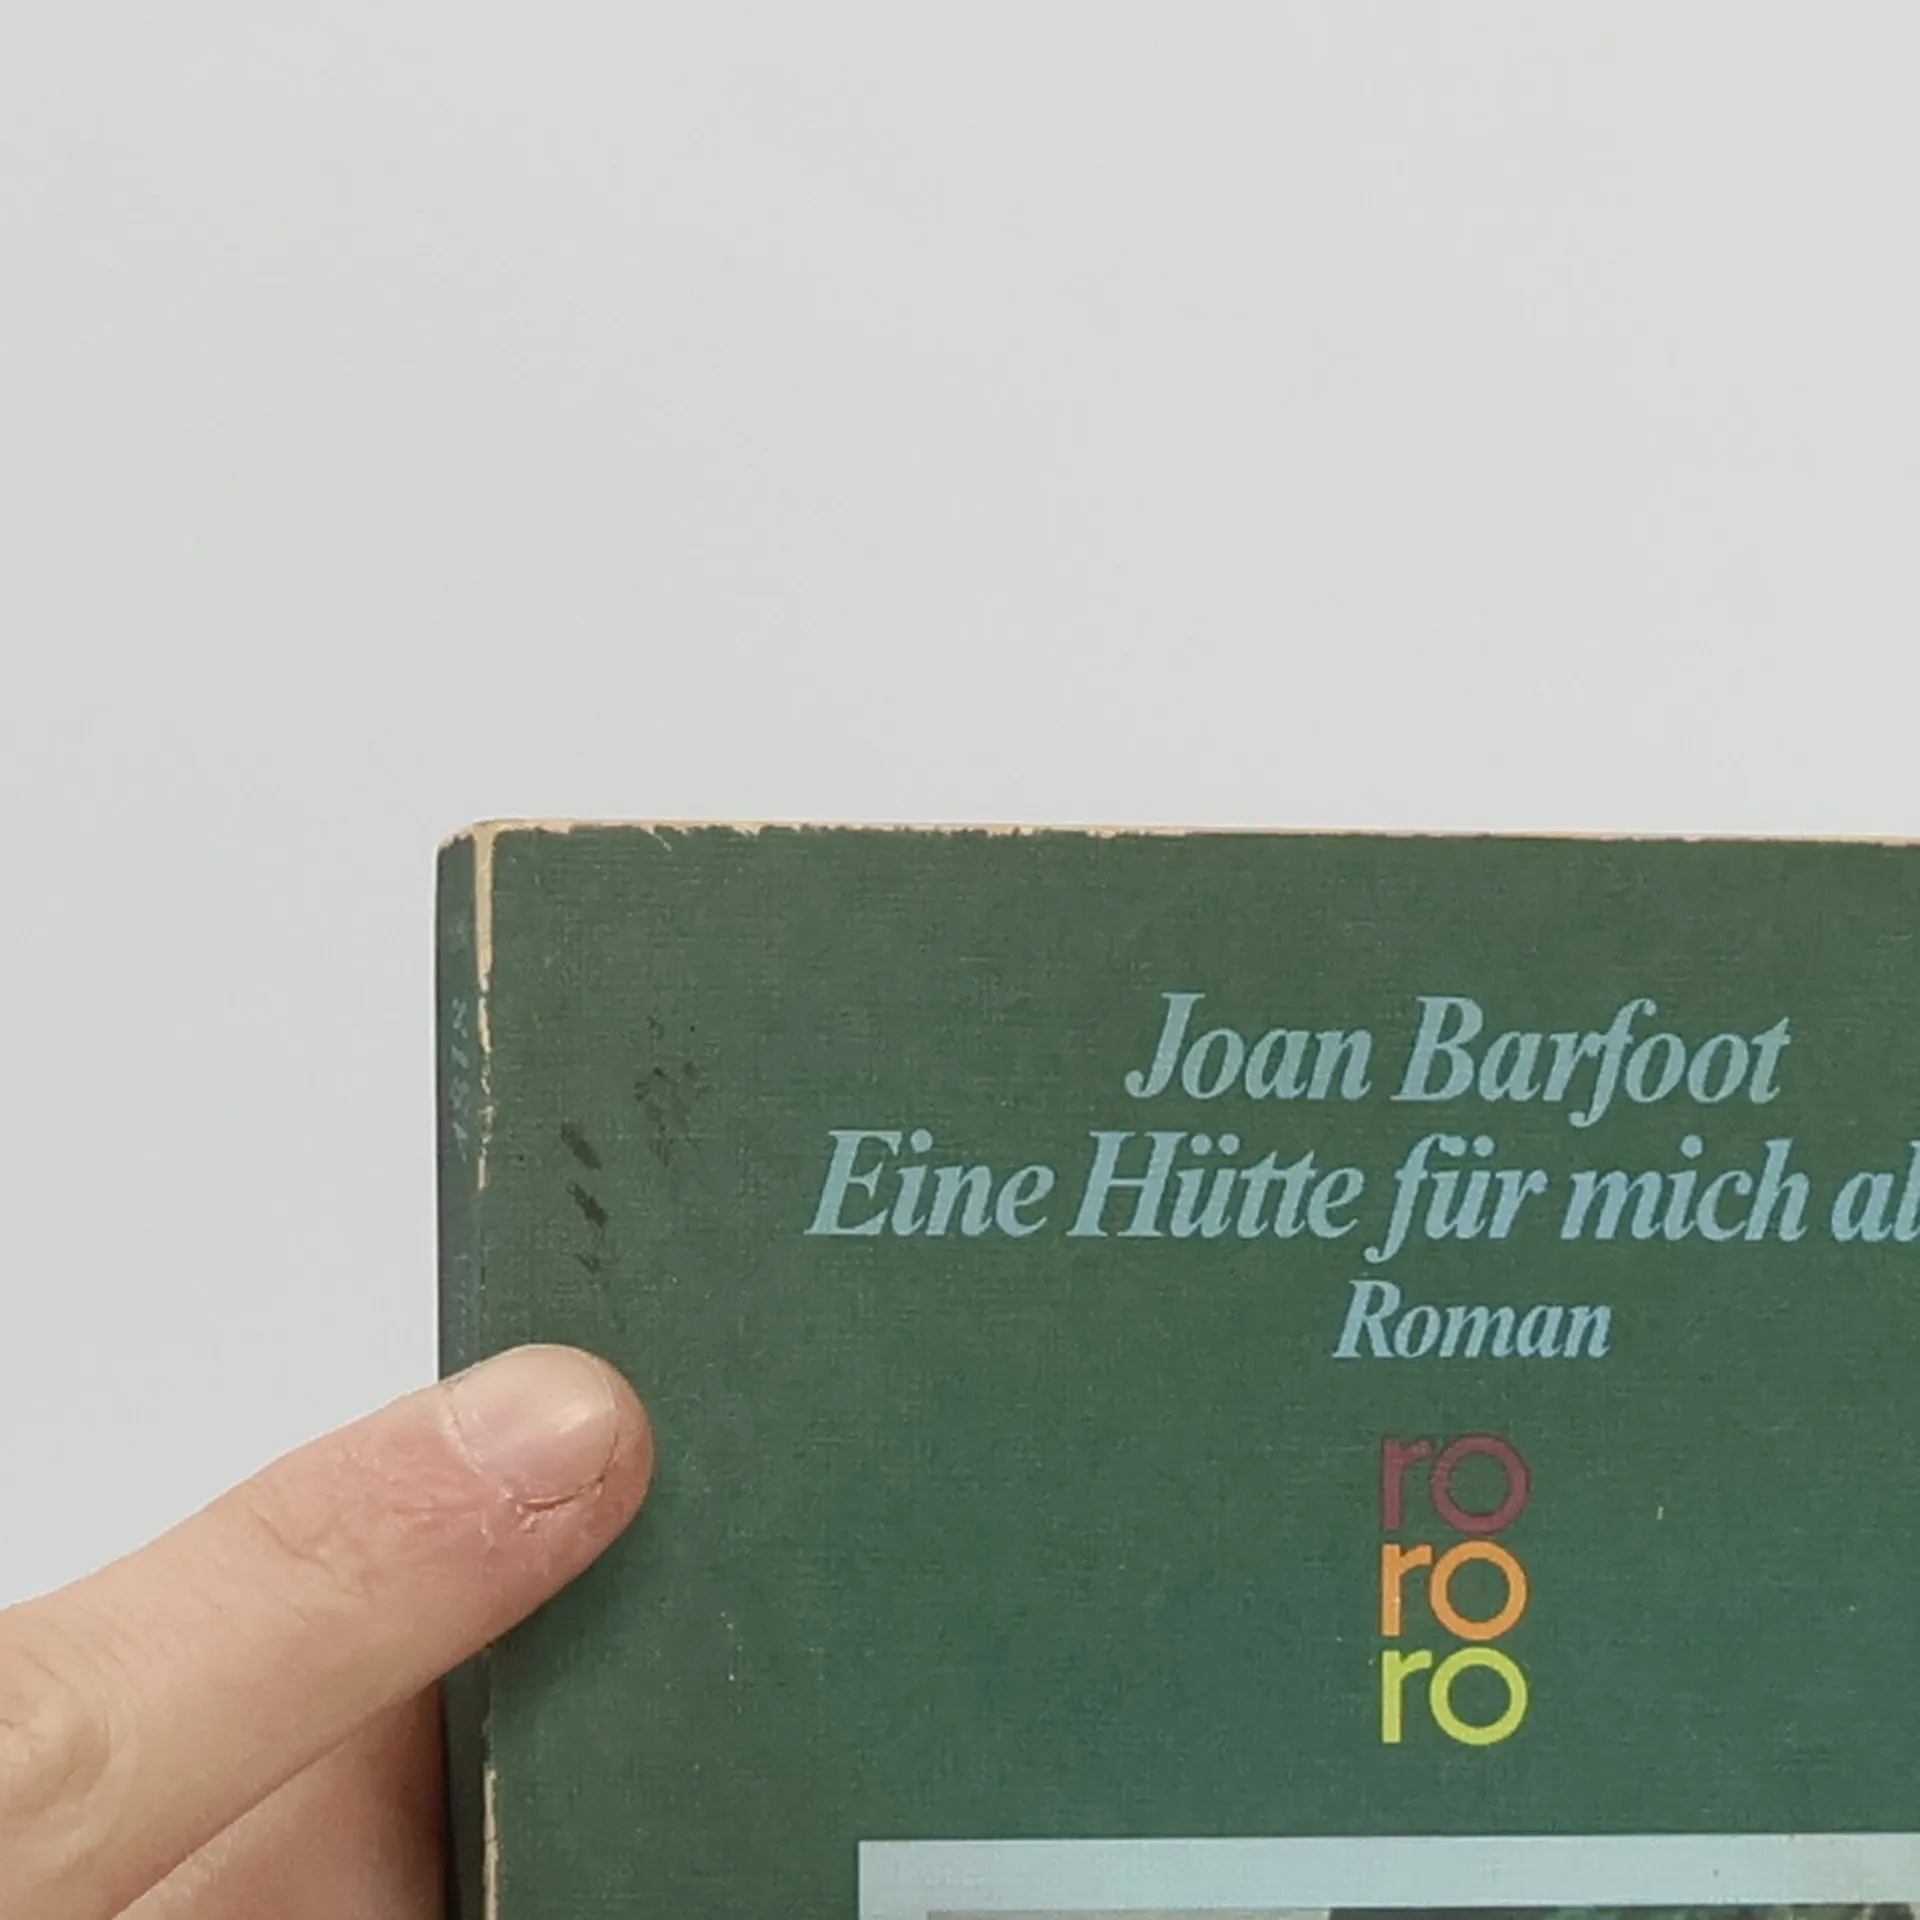 Joan Barfoot
Eine Hütte für mich al
Roman
ro
ro
ro